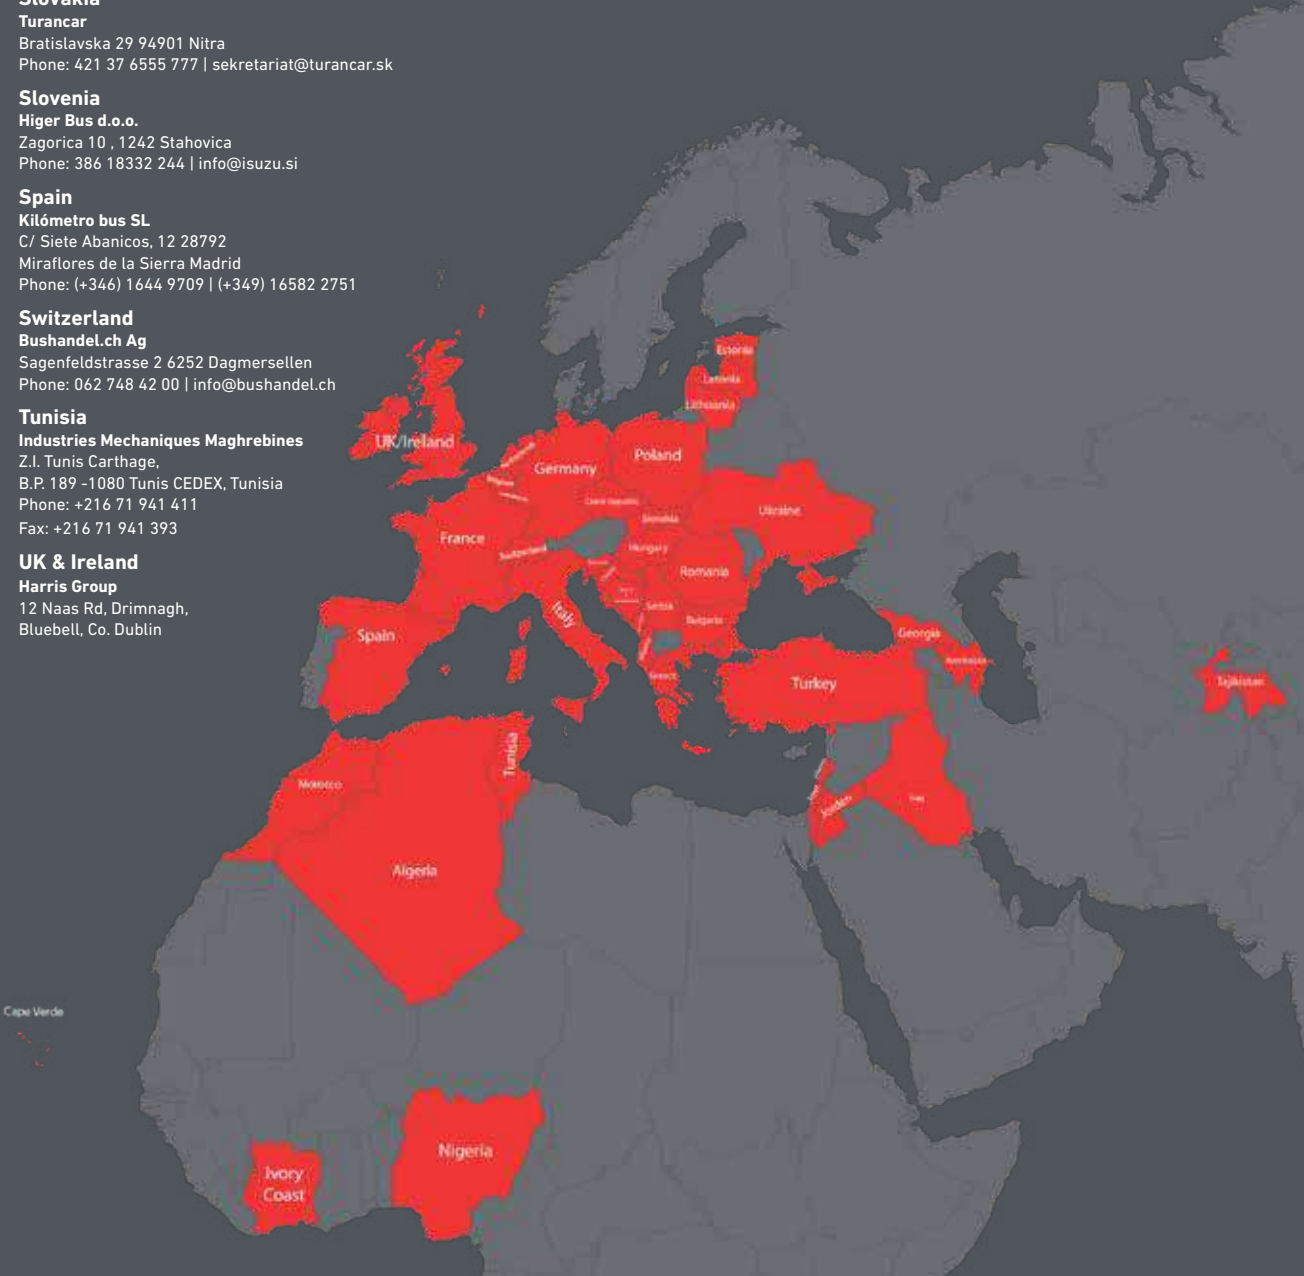 Slovakia
Turancar
Bratislavska 29 94901 Nitra
Phone: 421 37 6555 777 | sekretariat@turancar.sk
Slovenia
Higer Bus d.o.o.
Zagorica 10 , 1242 Stahovica
Phone: 386 18332 244 | info@isuzu.si
Spain
Kilómetro bus SL
C/ Siete Abanicos, 12 28792
Miraflores de la Sierra Madrid
Phone: (+346) 1644 9709 | (+349) 16582 2751
Switzerland
Bushandel.ch Ag
Sagenfeldstrasse 2 6252 Dagmersellen
Phone: 062 748 42 00 | info@bushandel.ch
Tunisia
Industries Mechaniques Maghrebines
Z.I. Tunis Carthage,
B.P. 189 -1080 Tunis CEDEX, Tunisia
Phone: +216 71 941 411
Fax: +216 71 941 393
UK & Ireland
Harris Group
12 Naas Rd, Drimnagh,
Bluebell, Co. Dublin
Estonia
Lithuania
UK/Ireland
Germany
Poland
Czech Republic
Slovakia
Ukraine
France
Switzerland
Hungary
Romania
Italy
Serbia
Bulgaria
Spain
Greece
Georgia
Azerbaijan
Turkey
Tajikistan
Tunisia
Morocco
Jordan
Iraq
Algeria
Cape Verde
Nigeria
Ivory
Coast